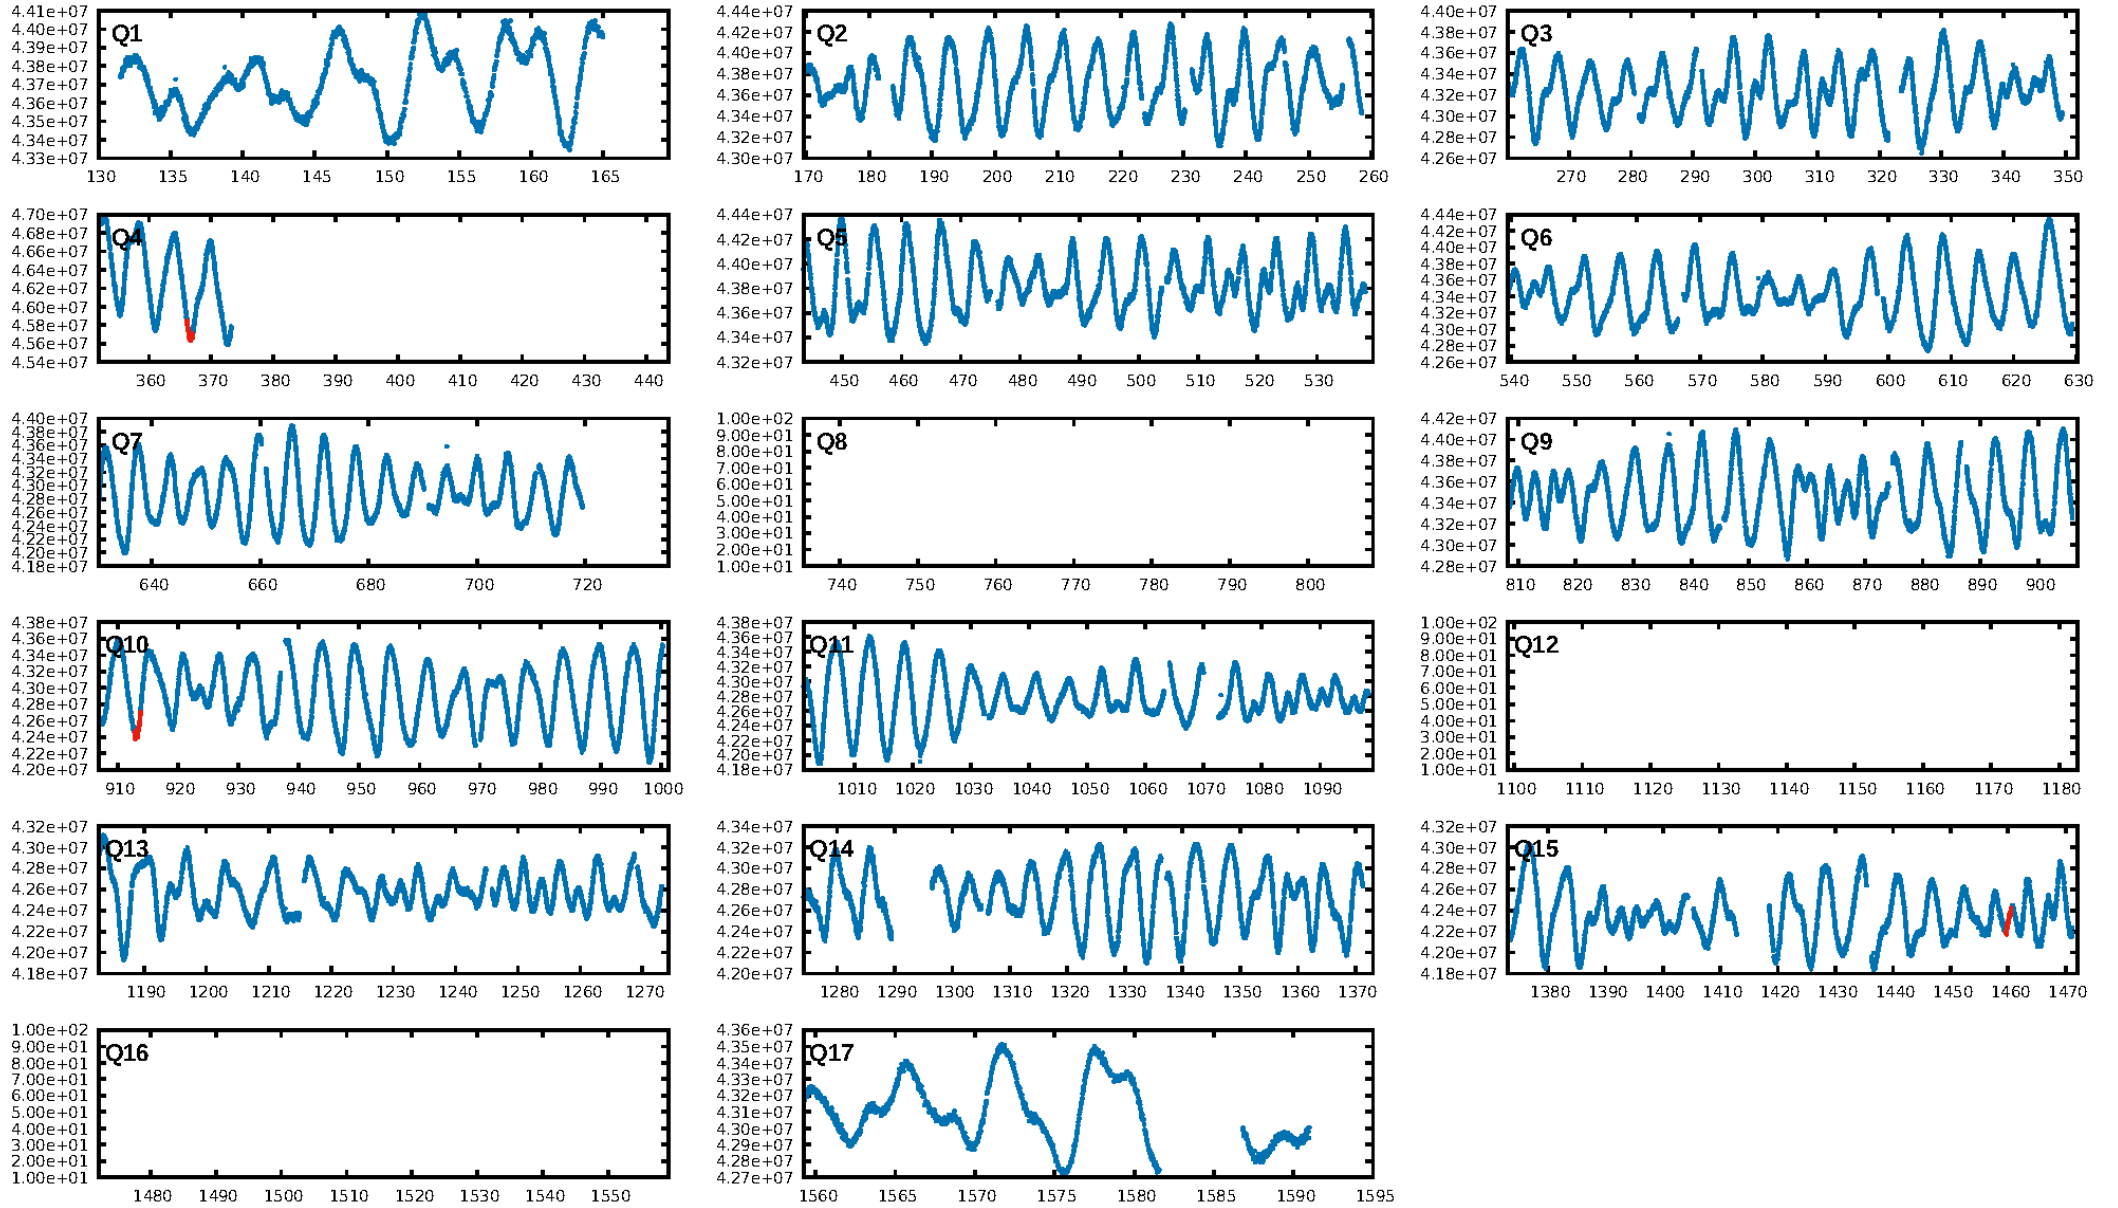 4.41e+07 4.40e+07 4.39e+07 4.38e+07 4.37e+07 4.36e+07 4.35e+07 4.34e+07 4.33e+07
Q1
130 135 140 145 150 155 160 165
4.44e+07 4.42e+07 4.40e+07 4.38e+07 4.36e+07 4.34e+07 4.32e+07 4.30e+07
Q2
170 180 190 200 210 220 230 240 250 260
4.40e+07 4.38e+07 4.36e+07 4.34e+07 4.32e+07 4.30e+07 4.28e+07 4.26e+07
Q3
270 280 290 300 310 320 330 340 350
4.70e+07 4.68e+07 4.66e+07 4.64e+07 4.62e+07 4.60e+07 4.58e+07 4.56e+07 4.54e+07
Q4
360 370 380 390 400 410 420 430 440
4.44e+07 4.42e+07 4.40e+07 4.38e+07 4.36e+07 4.34e+07 4.32e+07
Q5
450 460 470 480 490 500 510 520 530
4.44e+07 4.42e+07 4.40e+07 4.38e+07 4.36e+07 4.34e+07 4.32e+07 4.30e+07 4.28e+07 4.26e+07
Q6
540 550 560 570 580 590 600 610 620 630
4.40e+07 4.38e+07 4.36e+07 4.34e+07 4.32e+07 4.30e+07 4.28e+07 4.26e+07 4.24e+07 4.22e+07 4.20e+07 4.18e+07
Q7
640 660 680 700 720
1.00e+02 9.00e+01 8.00e+01 7.00e+01 6.00e+01 5.00e+01 4.00e+01 3.00e+01 2.00e+01 1.00e+01
Q8
740 750 760 770 780 790 800
4.42e+07 4.40e+07 4.38e+07 4.36e+07 4.34e+07 4.32e+07 4.30e+07 4.28e+07
Q9
810 820 830 840 850 860 870 880 890 900
4.38e+07 4.36e+07 4.34e+07 4.32e+07 4.30e+07 4.28e+07 4.26e+07 4.24e+07 4.22e+07 4.20e+07
Q10
910 920 930 940 950 960 970 980 990 1000
4.38e+07 4.36e+07 4.34e+07 4.32e+07 4.30e+07 4.28e+07 4.26e+07 4.24e+07 4.22e+07 4.20e+07 4.18e+07
Q11
1010 1020 1030 1040 1050 1060 1070 1080 1090
1.00e+02 9.00e+01 8.00e+01 7.00e+01 6.00e+01 5.00e+01 4.00e+01 3.00e+01 2.00e+01 1.00e+01
Q12
1100 1110 1120 1130 1140 1150 1160 1170 1180
4.32e+07 4.30e+07 4.28e+07 4.26e+07 4.24e+07 4.22e+07 4.20e+07 4.18e+07
Q13
1190 1200 1210 1220 1230 1240 1250 1260 1270
4.34e+07 4.32e+07 4.30e+07 4.28e+07 4.26e+07 4.24e+07 4.22e+07 4.20e+07
Q14
1280 1290 1300 1310 1320 1330 1340 1350 1360 1370
4.32e+07 4.30e+07 4.28e+07 4.26e+07 4.24e+07 4.22e+07 4.20e+07 4.18e+07
Q15
1380 1390 1400 1410 1420 1430 1440 1450 1460 1470
1.00e+02 9.00e+01 8.00e+01 7.00e+01 6.00e+01 5.00e+01 4.00e+01 3.00e+01 2.00e+01 1.00e+01
Q16
1480 1490 1500 1510 1520 1530 1540 1550
4.36e+07 4.35e+07 4.34e+07 4.33e+07 4.32e+07 4.31e+07 4.30e+07 4.29e+07 4.28e+07 4.27e+07
Q17
1560 1565 1570 1575 1580 1585 1590 1595